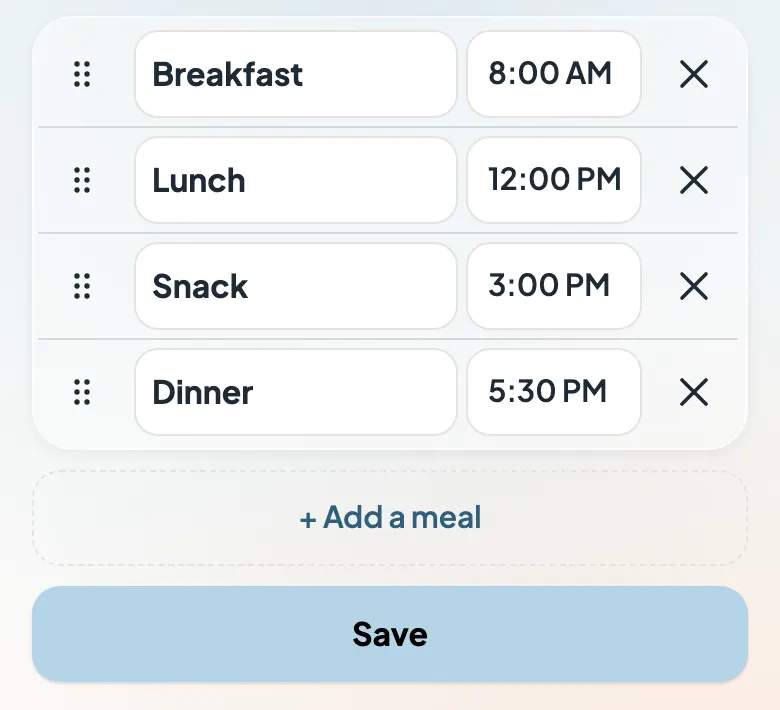 Breakfast 8:00 AM
Lunch 12:00 PM
Snack 3:00 PM
Dinner 5:30 PM
+ Add a meal
Save